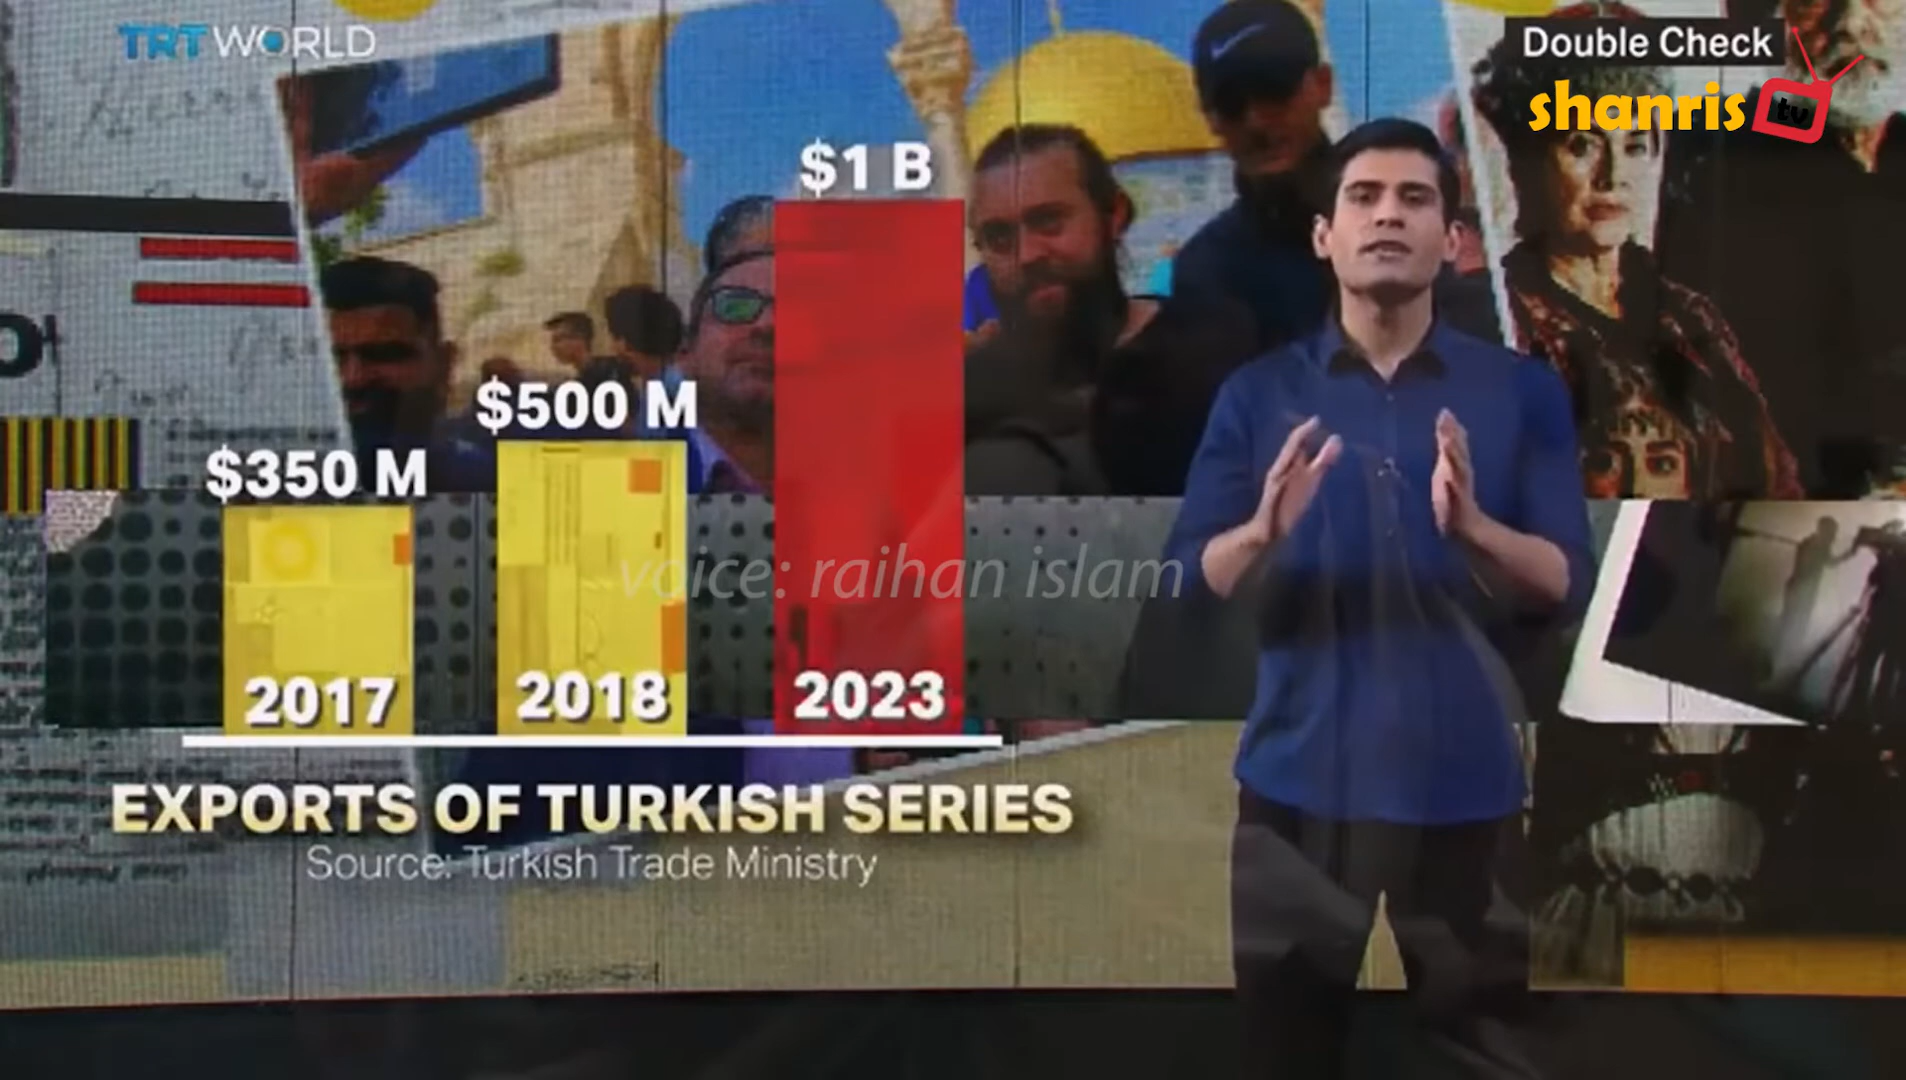 TRT WORLD
Double Check
shanris tv
$1 B
$500 M
$350 M
voice: raihan islam
2017 2018 2023
EXPORTS OF TURKISH SERIES
Source: Turkish Trade Ministry